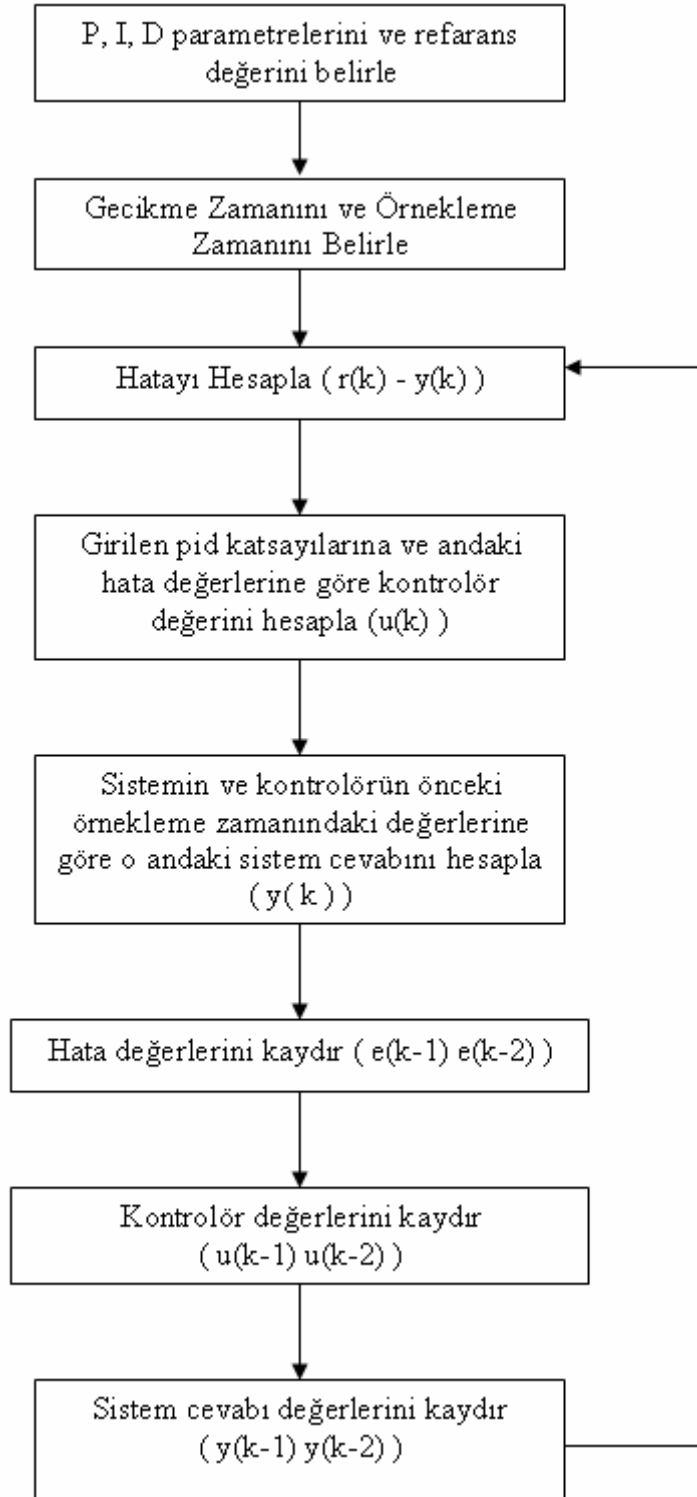 P, I, D parametrelerini ve refarans
değerini belirle
Gecikme Zamanını ve Örnekleme
Zamanını Belirle
Hatayı Hesapla ( r(k) - y(k) )
Girilen pid katsayılarına ve andaki
hata değerlerine göre kontrolör
değerini hesapla (u(k) )
Sistemin ve kontrolörün önceki
örnekleme zamanındaki değerlerine
göre o andaki sistem cevabını hesapla
( y( k ) )
Hata değerlerini kaydır ( e(k-1) e(k-2) )
Kontrolör değerlerini kaydır
( u(k-1) u(k-2) )
Sistem cevabı değerlerini kaydır
( y(k-1) y(k-2) )